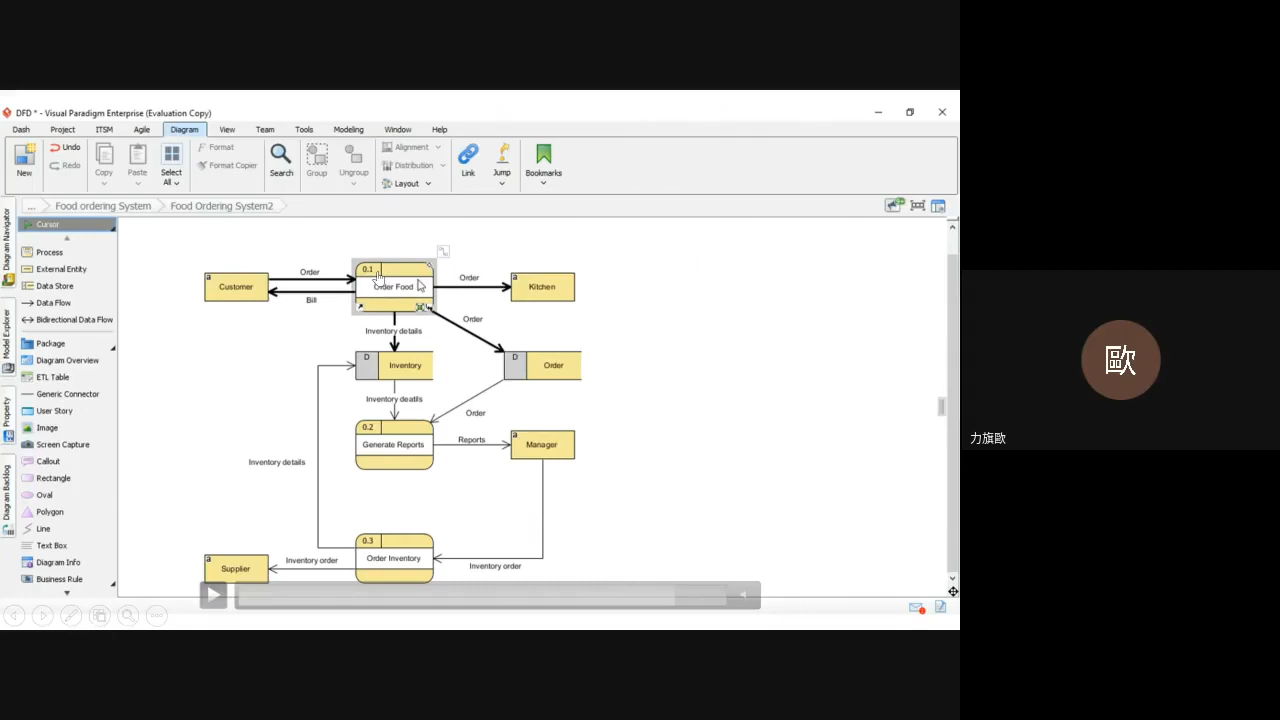 DFD * - Visual Paradigm Enterprise (Evaluation Copy)
Dash Project ITSM Agile Diagram View Team Tools Modeling Window Help
New
Undo
Redo
Copy
Paste
Select All
Format
Format Copier
Search
Group
Ungroup
Alignment
Distribution
Layout
Link
Jump
Bookmarks
... Food ordering System Food Ordering System2
Diagram Navigator
Model Explorer
Property
Diagram Backlog
Cursor
Process
External Entity
Data Store
Data Flow
Bidirectional Data Flow
Package
Diagram Overview
ETL Table
Generic Connector
User Story
Image
Screen Capture
Callout
Rectangle
Oval
Polygon
Line
Text Box
Diagram Info
Business Rule
a
Customer
Order
Bill
0.1
Order Food
Order
a
Kitchen
Inventory details
Order
D
Inventory
D
Order
Inventory deatils
Order
0.2
Generate Reports
Reports
a
Manager
Inventory details
0.3
Order Inventory
Inventory order
a
Supplier
Inventory order
歐
力旗歐